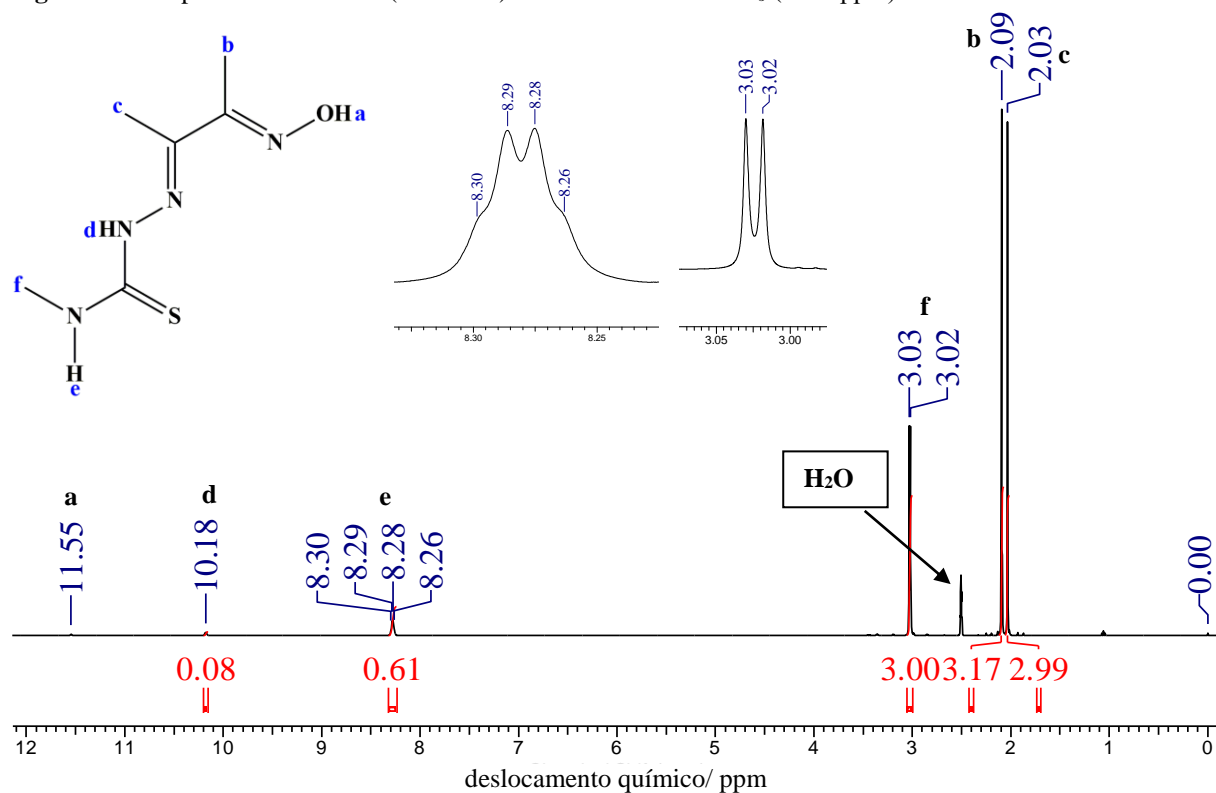 b
c
OH a
N
N
d HN
f
N
S
H
e
8.30
8.29
8.28
8.26
8.30
8.25
3.03
3.02
3.05
3.00
b
2.09
2.03
c
f
3.03
3.02
H₂O
a
11.55
d
10.18
e
8.30
8.29
8.28
8.26
0.00
0.08
0.61
3.00 3.17 2.99
12 11 10 9 8 7 6 5 4 3 2 1 0
deslocamento químico/ ppm